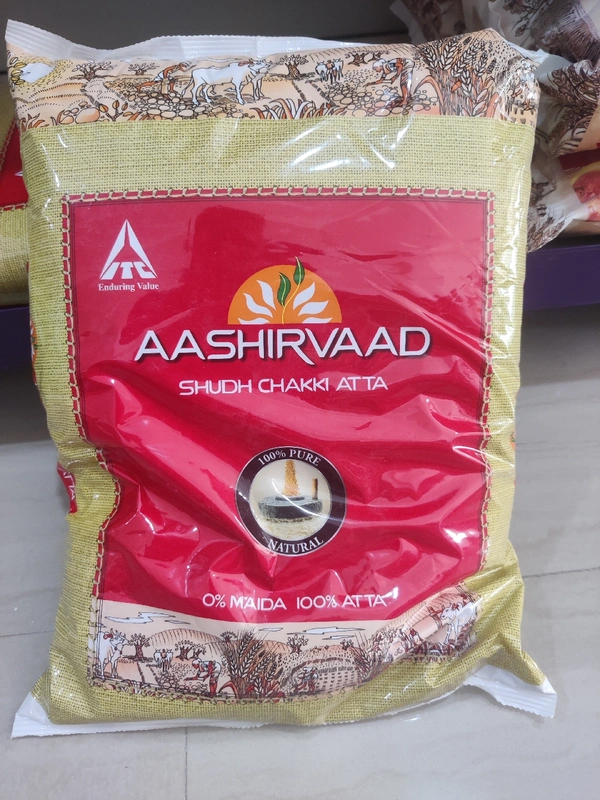 ITC
Enduring Value
AASHIRVAAD
SHUDH CHAKKI ATTA
100% PURE
NATURAL
0% MAIDA 100% ATTA